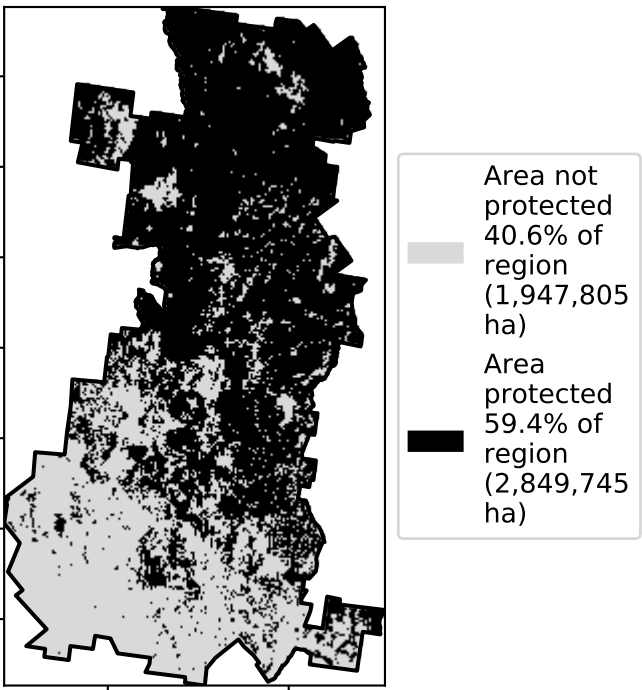 Area not
protected
40.6% of
region
(1,947,805
ha)
Area
protected
59.4% of
region
(2,849,745
ha)